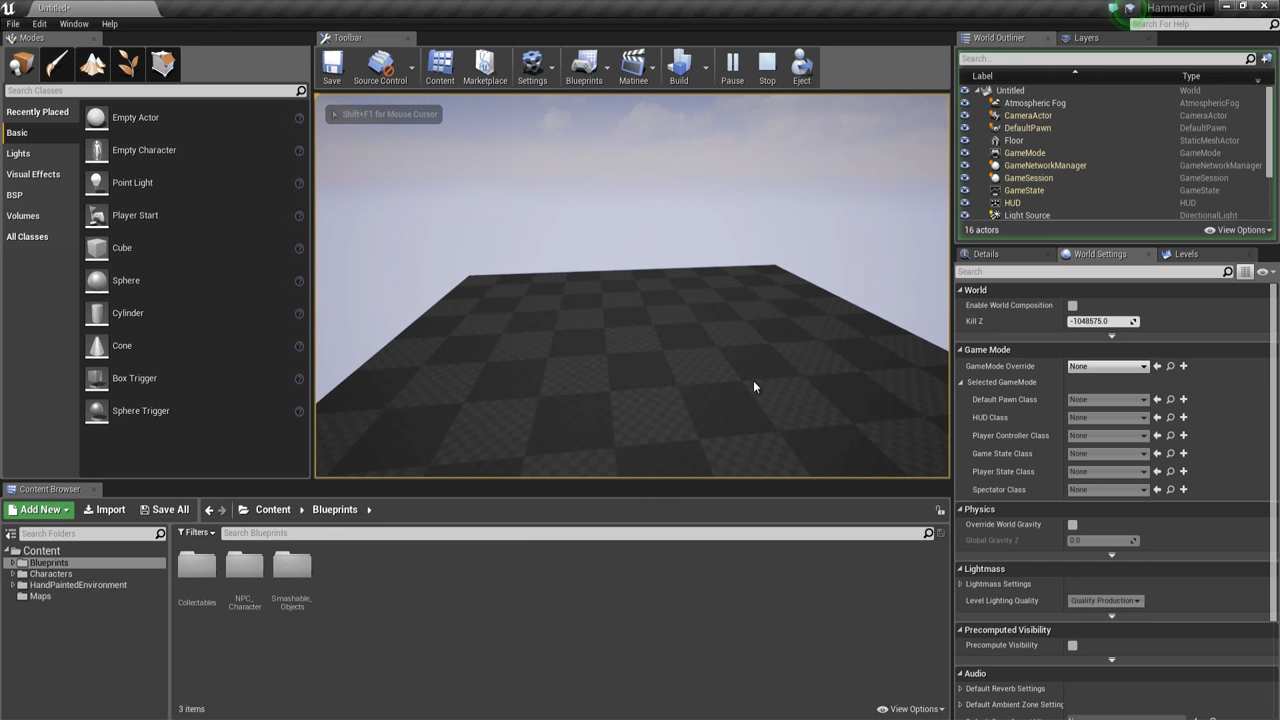 Untitled*
HammerGirl
File Edit Window Help
Search For Help
Modes
Search Classes
Recently Placed
Basic
Lights
Visual Effects
BSP
Volumes
All Classes
Empty Actor
Empty Character
Point Light
Player Start
Cube
Sphere
Cylinder
Cone
Box Trigger
Sphere Trigger
Toolbar
Save Source Control Content Marketplace Settings Blueprints Matinee Build Pause Stop Eject
Shift+F1 for Mouse Cursor
World Outliner Layers
Search...
Label Type
Untitled World
Atmospheric Fog AtmosphericFog
CameraActor CameraActor
DefaultPawn DefaultPawn
Floor StaticMeshActor
GameMode GameMode
GameNetworkManager GameNetworkManager
GameSession GameSession
GameState GameState
HUD HUD
Light Source DirectionalLight
16 actors View Options
Details World Settings Levels
Search
World
Enable World Composition
Kill Z -1048575.0
Game Mode
GameMode Override None
Selected GameMode
Default Pawn Class None
HUD Class None
Player Controller Class None
Game State Class None
Player State Class None
Spectator Class None
Physics
Override World Gravity
Global Gravity Z 0.0
Lightmass
Lightmass Settings
Level Lighting Quality Quality Production
Precomputed Visibility
Precompute Visibility
Audio
Default Reverb Settings
Default Ambient Zone Setting
Content Browser
Add New Import Save All Content Blueprints
Search Folders
Filters Search Blueprints
Content
Blueprints
Characters
HandPaintedEnvironment
Maps
Collectables
NPC_
Character
Smashable_
Objects
3 items View Options